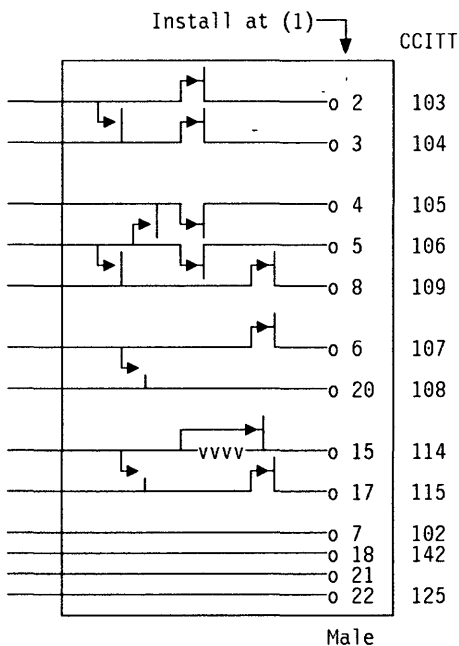 Install at (1)
CCITT
o 2 103
o 3 104
o 4 105
o 5 106
o 8 109
o 6 107
o 20 108
VVVV o 15 114
o 17 115
o 7 102
o 18 142
o 21
o 22 125
Male